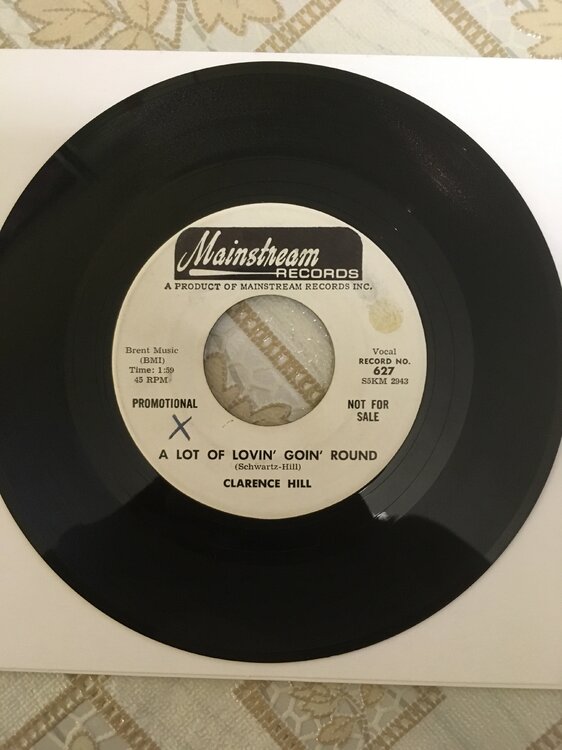 Mainstream
RECORDS
A PRODUCT OF MAINSTREAM RECORDS INC.
Brent Music
(BMI)
Time: 1:59
45 RPM
Vocal
RECORD NO.
627
S5KM 2943
PROMOTIONAL
X
NOT FOR
SALE
A LOT OF LOVIN' GOIN' ROUND
(Schwartz-Hill)
CLARENCE HILL